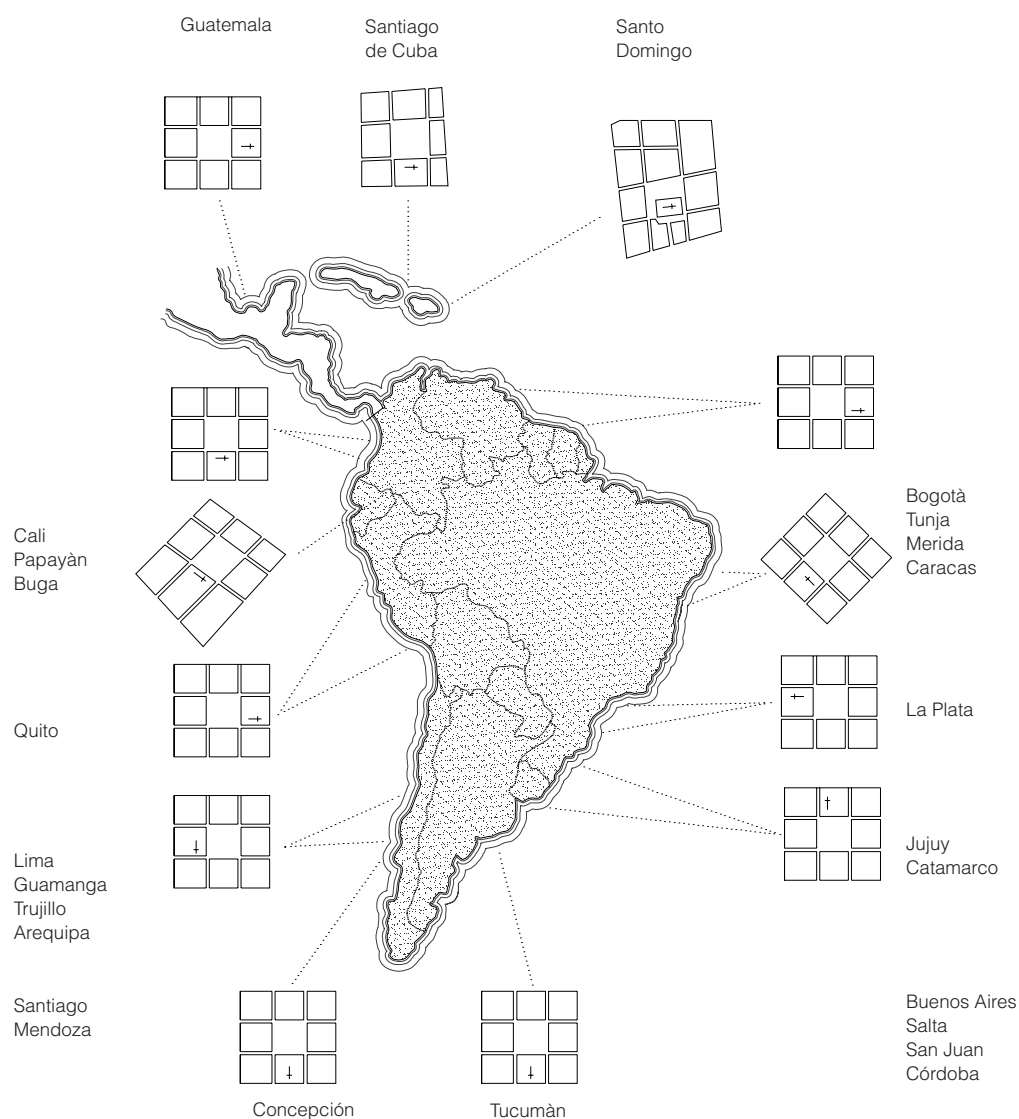 Guatemala
Santiago
de Cuba
Santo
Domingo
Cali
Papayàn
Buga
Bogotà
Tunja
Merida
Caracas
Quito
La Plata
Lima
Guamanga
Trujillo
Arequipa
Jujuy
Catamarco
Santiago
Mendoza
Buenos Aires
Salta
San Juan
Córdoba
Concepción
Tucumàn